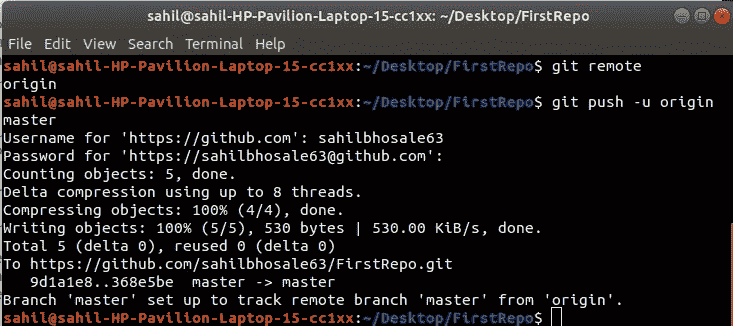 sahil@sahil-HP-Pavilion-Laptop-15-cc1xx: ~/Desktop/FirstRepo
File Edit View Search Terminal Help
sahil@sahil-HP-Pavilion-Laptop-15-cc1xx:~/Desktop/FirstRepo$ git remote
origin
sahil@sahil-HP-Pavilion-Laptop-15-cc1xx:~/Desktop/FirstRepo$ git push -u origin
master
Username for 'https://github.com': sahilbhosale63
Password for 'https://sahilbhosale63@github.com':
Counting objects: 5, done.
Delta compression using up to 8 threads.
Compressing objects: 100% (4/4), done.
Writing objects: 100% (5/5), 530 bytes | 530.00 KiB/s, done.
Total 5 (delta 0), reused 0 (delta 0)
To https://github.com/sahilbhosale63/FirstRepo.git
   9d1a1e8..368e5be  master -> master
Branch 'master' set up to track remote branch 'master' from 'origin'.
sahil@sahil-HP-Pavilion-Laptop-15-cc1xx:~/Desktop/FirstRepo$